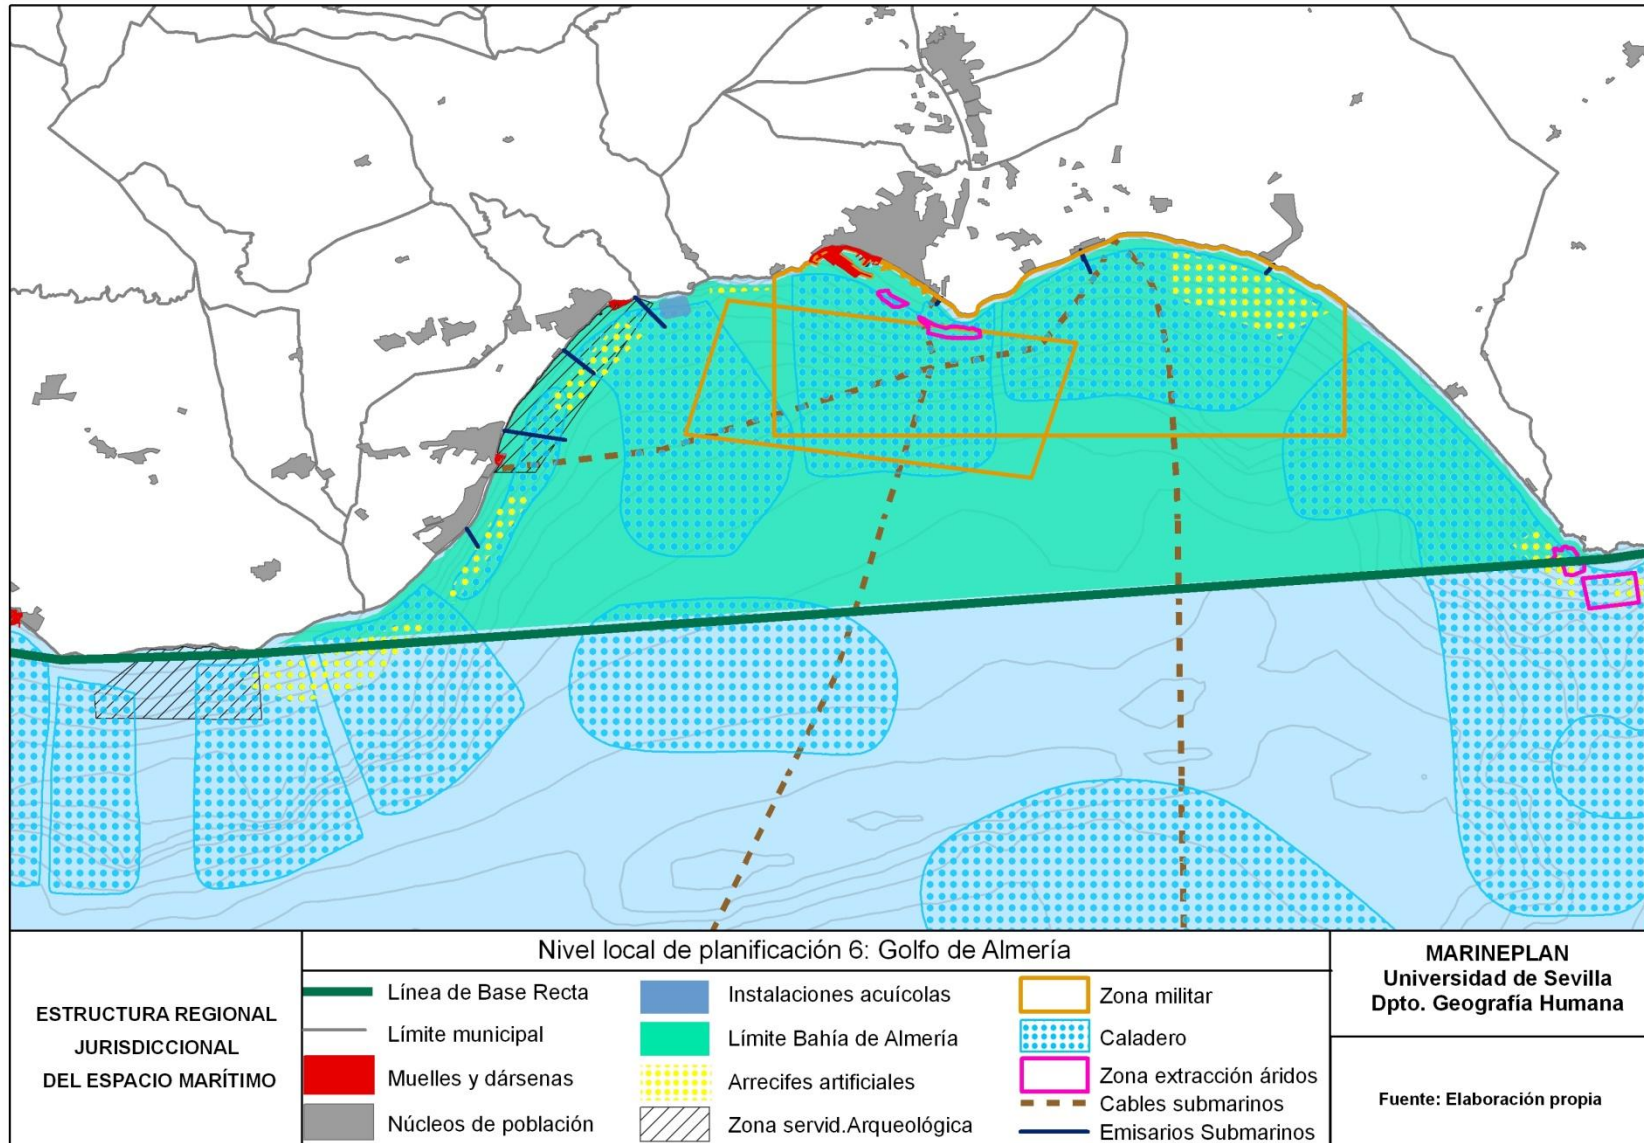 Nivel local de planificación 6: Golfo de Almería
ESTRUCTURA REGIONAL
JURISDICCIONAL
DEL ESPACIO MARÍTIMO
Línea de Base Recta
Límite municipal
Muelles y dársenas
Núcleos de población
Instalaciones acuícolas
Límite Bahía de Almería
Arrecifes artificiales
Zona servid.Arqueológica
Zona militar
Caladero
Zona extracción áridos
Cables submarinos
Emisarios Submarinos
MARINEPLAN
Universidad de Sevilla
Dpto. Geografía Humana
Fuente: Elaboración propia